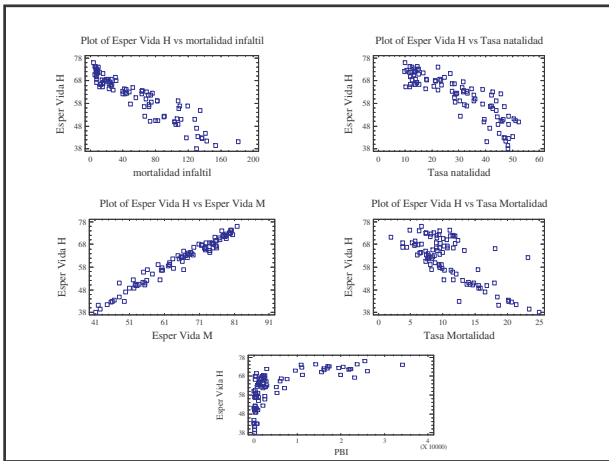 Plot of Esper Vida H vs mortalidad infaltil
Esper Vida H
78
68
58
48
38
0 40 80 120 160 200
mortalidad infaltil
Plot of Esper Vida H vs Tasa natalidad
Esper Vida H
78
68
58
48
38
0 10 20 30 40 50 60
Tasa natalidad
Plot of Esper Vida H vs Esper Vida M
Esper Vida H
78
68
58
48
38
41 51 61 71 81 91
Esper Vida M
Plot of Esper Vida H vs Tasa Mortalidad
Esper Vida H
78
68
58
48
38
0 5 10 15 20 25
Tasa Mortalidad
Esper Vida H
78
68
58
48
38
0 1 2 3 4
(X 10000)
PBI